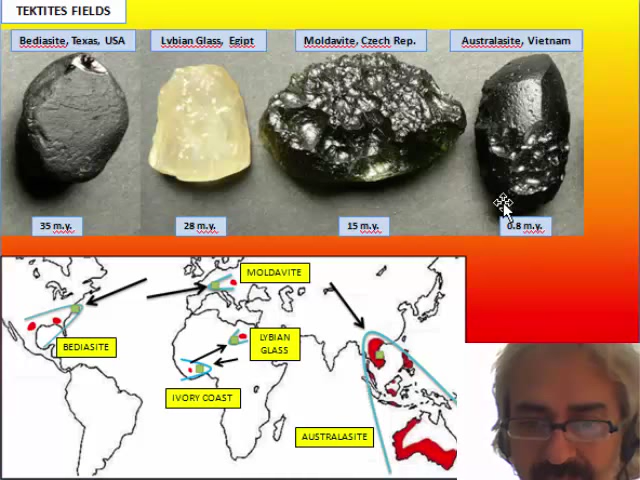 TEKTITES FIELDS
Bediasite, Texas, USA
Lybian Glass, Egipt
Moldavite, Czech Rep.
Australasite, Vietnam
35 m.y.
28 m.y.
15 m.y.
0.8 m.y.
MOLDAVITE
LYBIAN
GLASS
BEDIASITE
IVORY COAST
AUSTRALASITE